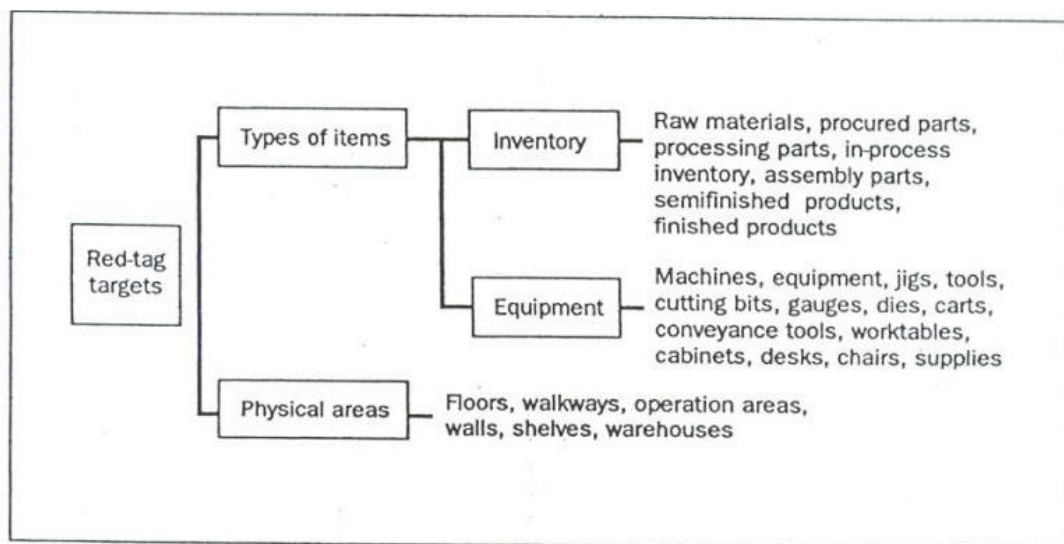 Red-tag
targets
Types of items
Inventory
Raw materials, procured parts,
processing parts, in-process
inventory, assembly parts,
semifinished products,
finished products
Equipment
Machines, equipment, jigs, tools,
cutting bits, gauges, dies, carts,
conveyance tools, worktables,
cabinets, desks, chairs, supplies
Physical areas
Floors, walkways, operation areas,
walls, shelves, warehouses